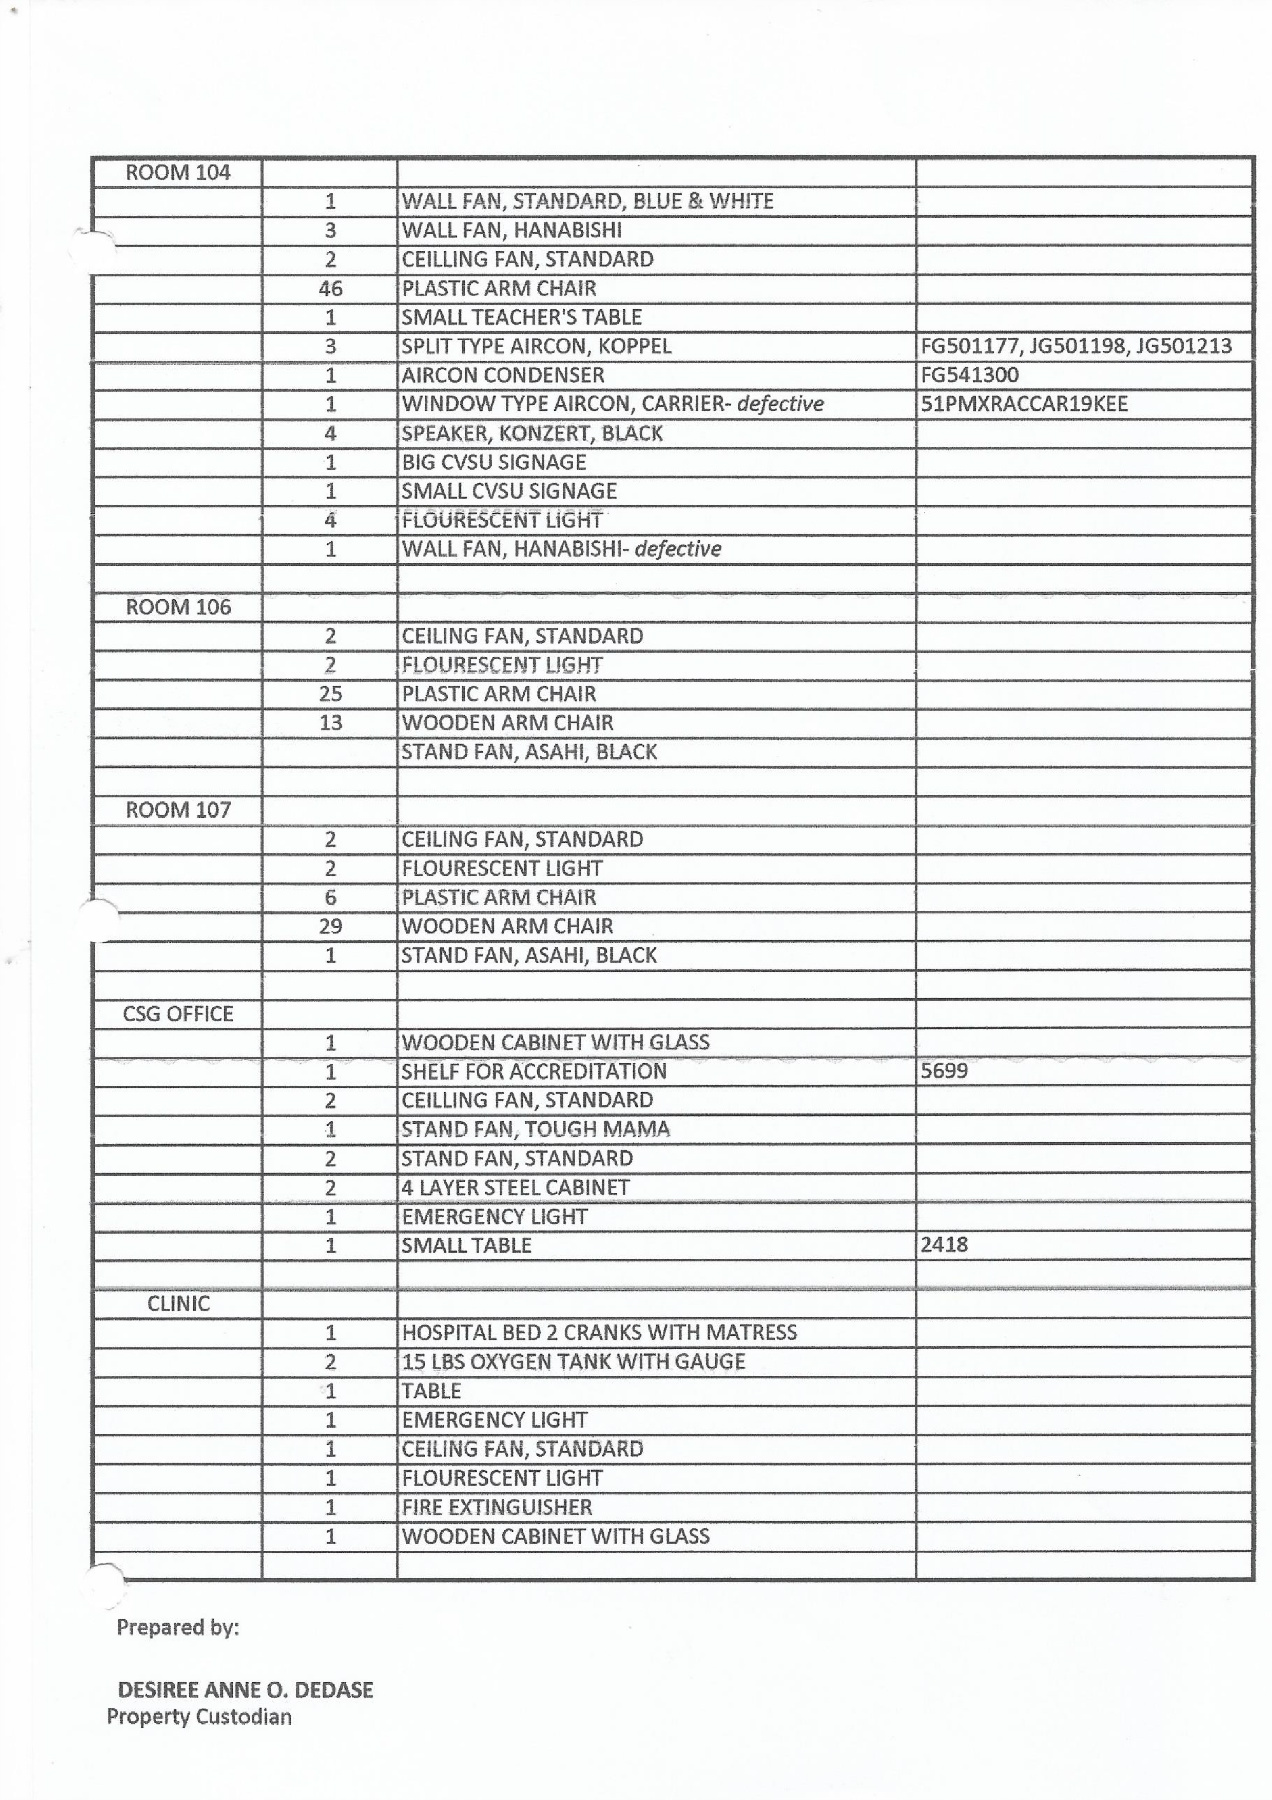 ROOM 104
1 WALL FAN, STANDARD, BLUE & WHITE
3 WALL FAN, HANABISHI
2 CEILLING FAN, STANDARD
46 PLASTIC ARM CHAIR
1 SMALL TEACHER'S TABLE
3 SPLIT TYPE AIRCON, KOPPEL FG501177, JG501198, JG501213
1 AIRCON CONDENSER FG541300
1 WINDOW TYPE AIRCON, CARRIER- defective 51PMXRACCAR19KEE
4 SPEAKER, KONZERT, BLACK
1 BIG CVSU SIGNAGE
1 SMALL CVSU SIGNAGE
4 FLOURESCENT LIGHT
1 WALL FAN, HANABISHI- defective
ROOM 106
2 CEILING FAN, STANDARD
2 FLOURESCENT LIGHT
25 PLASTIC ARM CHAIR
13 WOODEN ARM CHAIR
STAND FAN, ASAHI, BLACK
ROOM 107
2 CEILING FAN, STANDARD
2 FLOURESCENT LIGHT
6 PLASTIC ARM CHAIR
29 WOODEN ARM CHAIR
1 STAND FAN, ASAHI, BLACK
CSG OFFICE
1 WOODEN CABINET WITH GLASS
1 SHELF FOR ACCREDITATION 5699
2 CEILLING FAN, STANDARD
1 STAND FAN, TOUGH MAMA
2 STAND FAN, STANDARD
2 4 LAYER STEEL CABINET
1 EMERGENCY LIGHT
1 SMALL TABLE 2418
CLINIC
1 HOSPITAL BED 2 CRANKS WITH MATRESS
2 15 LBS OXYGEN TANK WITH GAUGE
1 TABLE
1 EMERGENCY LIGHT
1 CEILING FAN, STANDARD
1 FLOURESCENT LIGHT
1 FIRE EXTINGUISHER
1 WOODEN CABINET WITH GLASS
Prepared by:
DESIREE ANNE O. DEDASE
Property Custodian